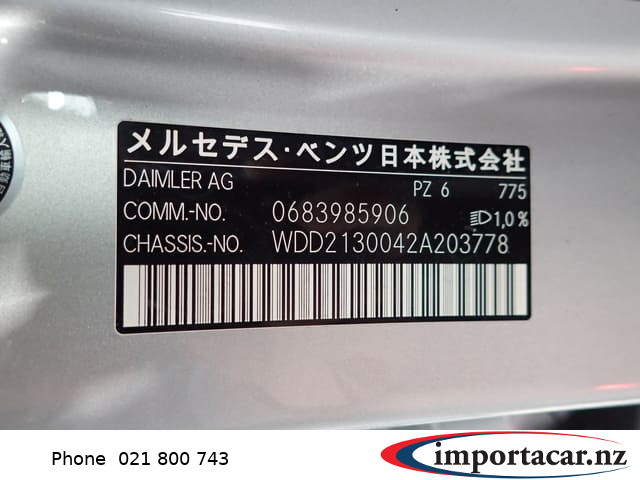 メルセデス・ベンツ日本株式会社
DAIMLER AG PZ 6 775
COMM.-NO. 0683985906 1,0%
CHASSIS.-NO. WDD2130042A203778
Phone 021 800 743
importacar.nz